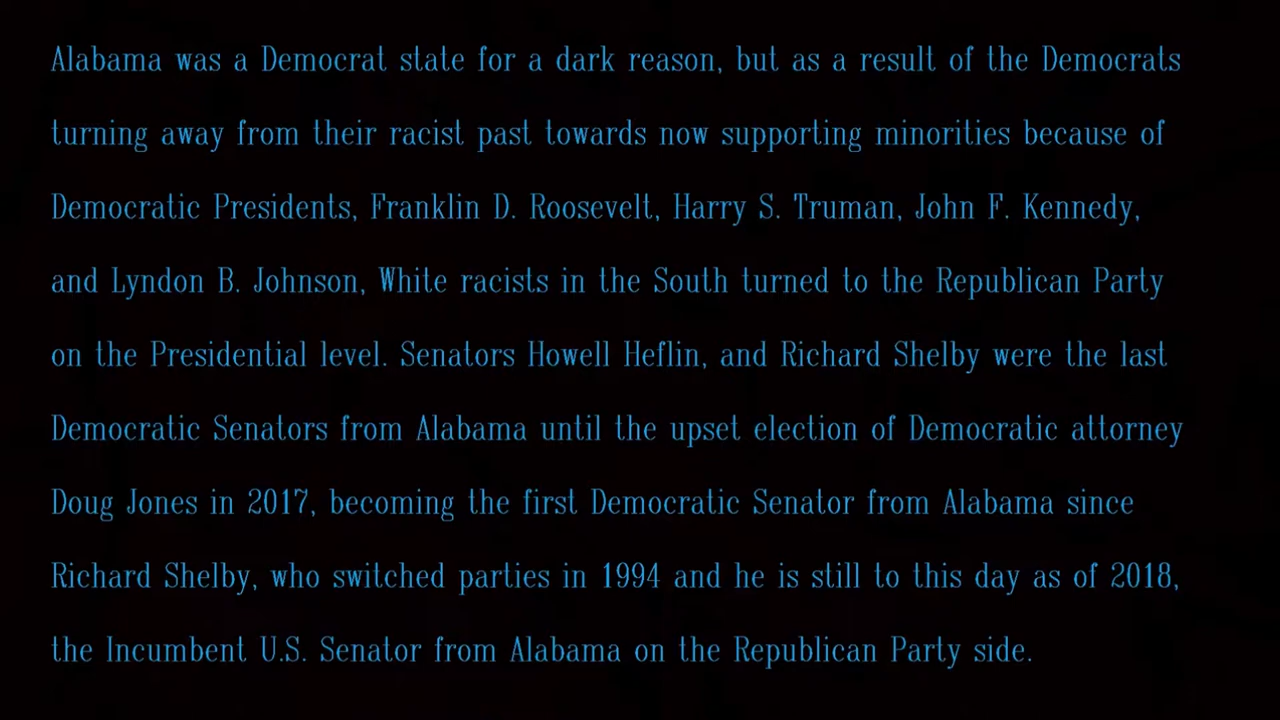 Alabama was a Democrat state for a dark reason, but as a result of the Democrats
turning away from their racist past towards now supporting minorities because of
Democratic Presidents, Franklin D. Roosevelt, Harry S. Truman, John F. Kennedy,
and Lyndon B. Johnson, White racists in the South turned to the Republican Party
on the Presidential level. Senators Howell Heflin, and Richard Shelby were the last
Democratic Senators from Alabama until the upset election of Democratic attorney
Doug Jones in 2017, becoming the first Democratic Senator from Alabama since
Richard Shelby, who switched parties in 1994 and he is still to this day as of 2018,
the Incumbent U.S. Senator from Alabama on the Republican Party side.